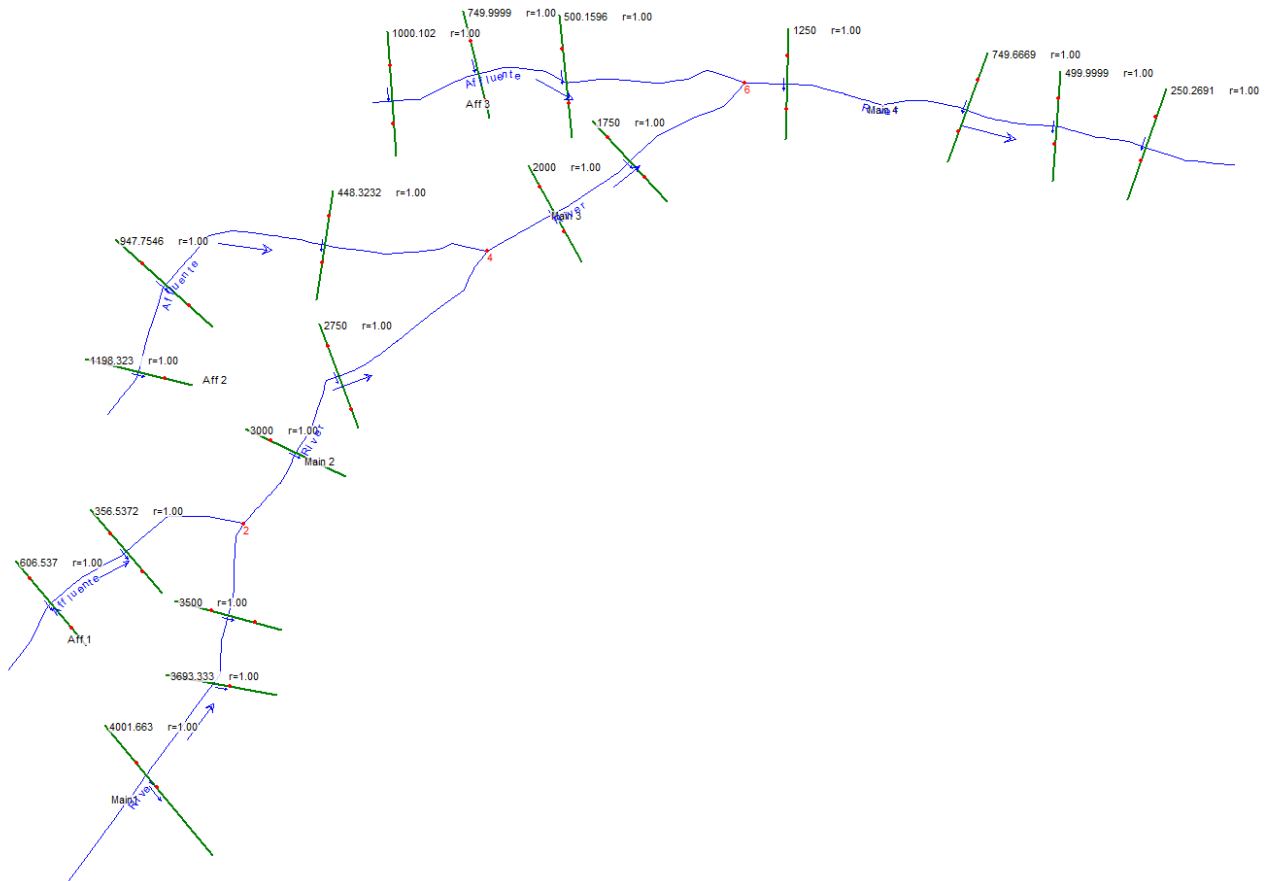 749.9999 r=1.00
500.1596 r=1.00
1000.102 r=1.00
1250 r=1.00
749.6669 r=1.00
499.9999 r=1.00
250.2691 r=1.00
Affluente
Aff 3
6
Main 4
1750 r=1.00
2000 r=1.00
River
Main 3
448.3232 r=1.00
947.7546 r=1.00
4
Affluente
2750 r=1.00
1198.323 r=1.00
Aff 2
3000 r=1.00
River
Main 2
356.5372 r=1.00
2
606.537 r=1.00
Affluente
3500 r=1.00
Aff 1
3693.333 r=1.00
4001.663 r=1.00
Main1
Rive